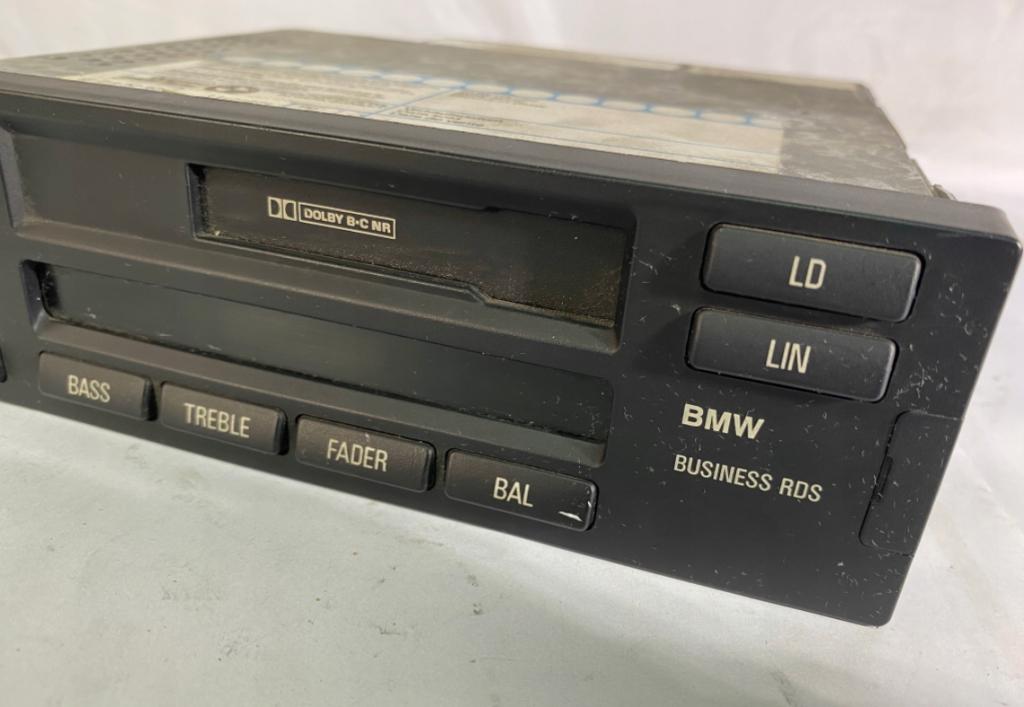 DOLBY B·C NR
LD
LIN
BASS
TREBLE
FADER
BAL
BMW
BUSINESS RDS